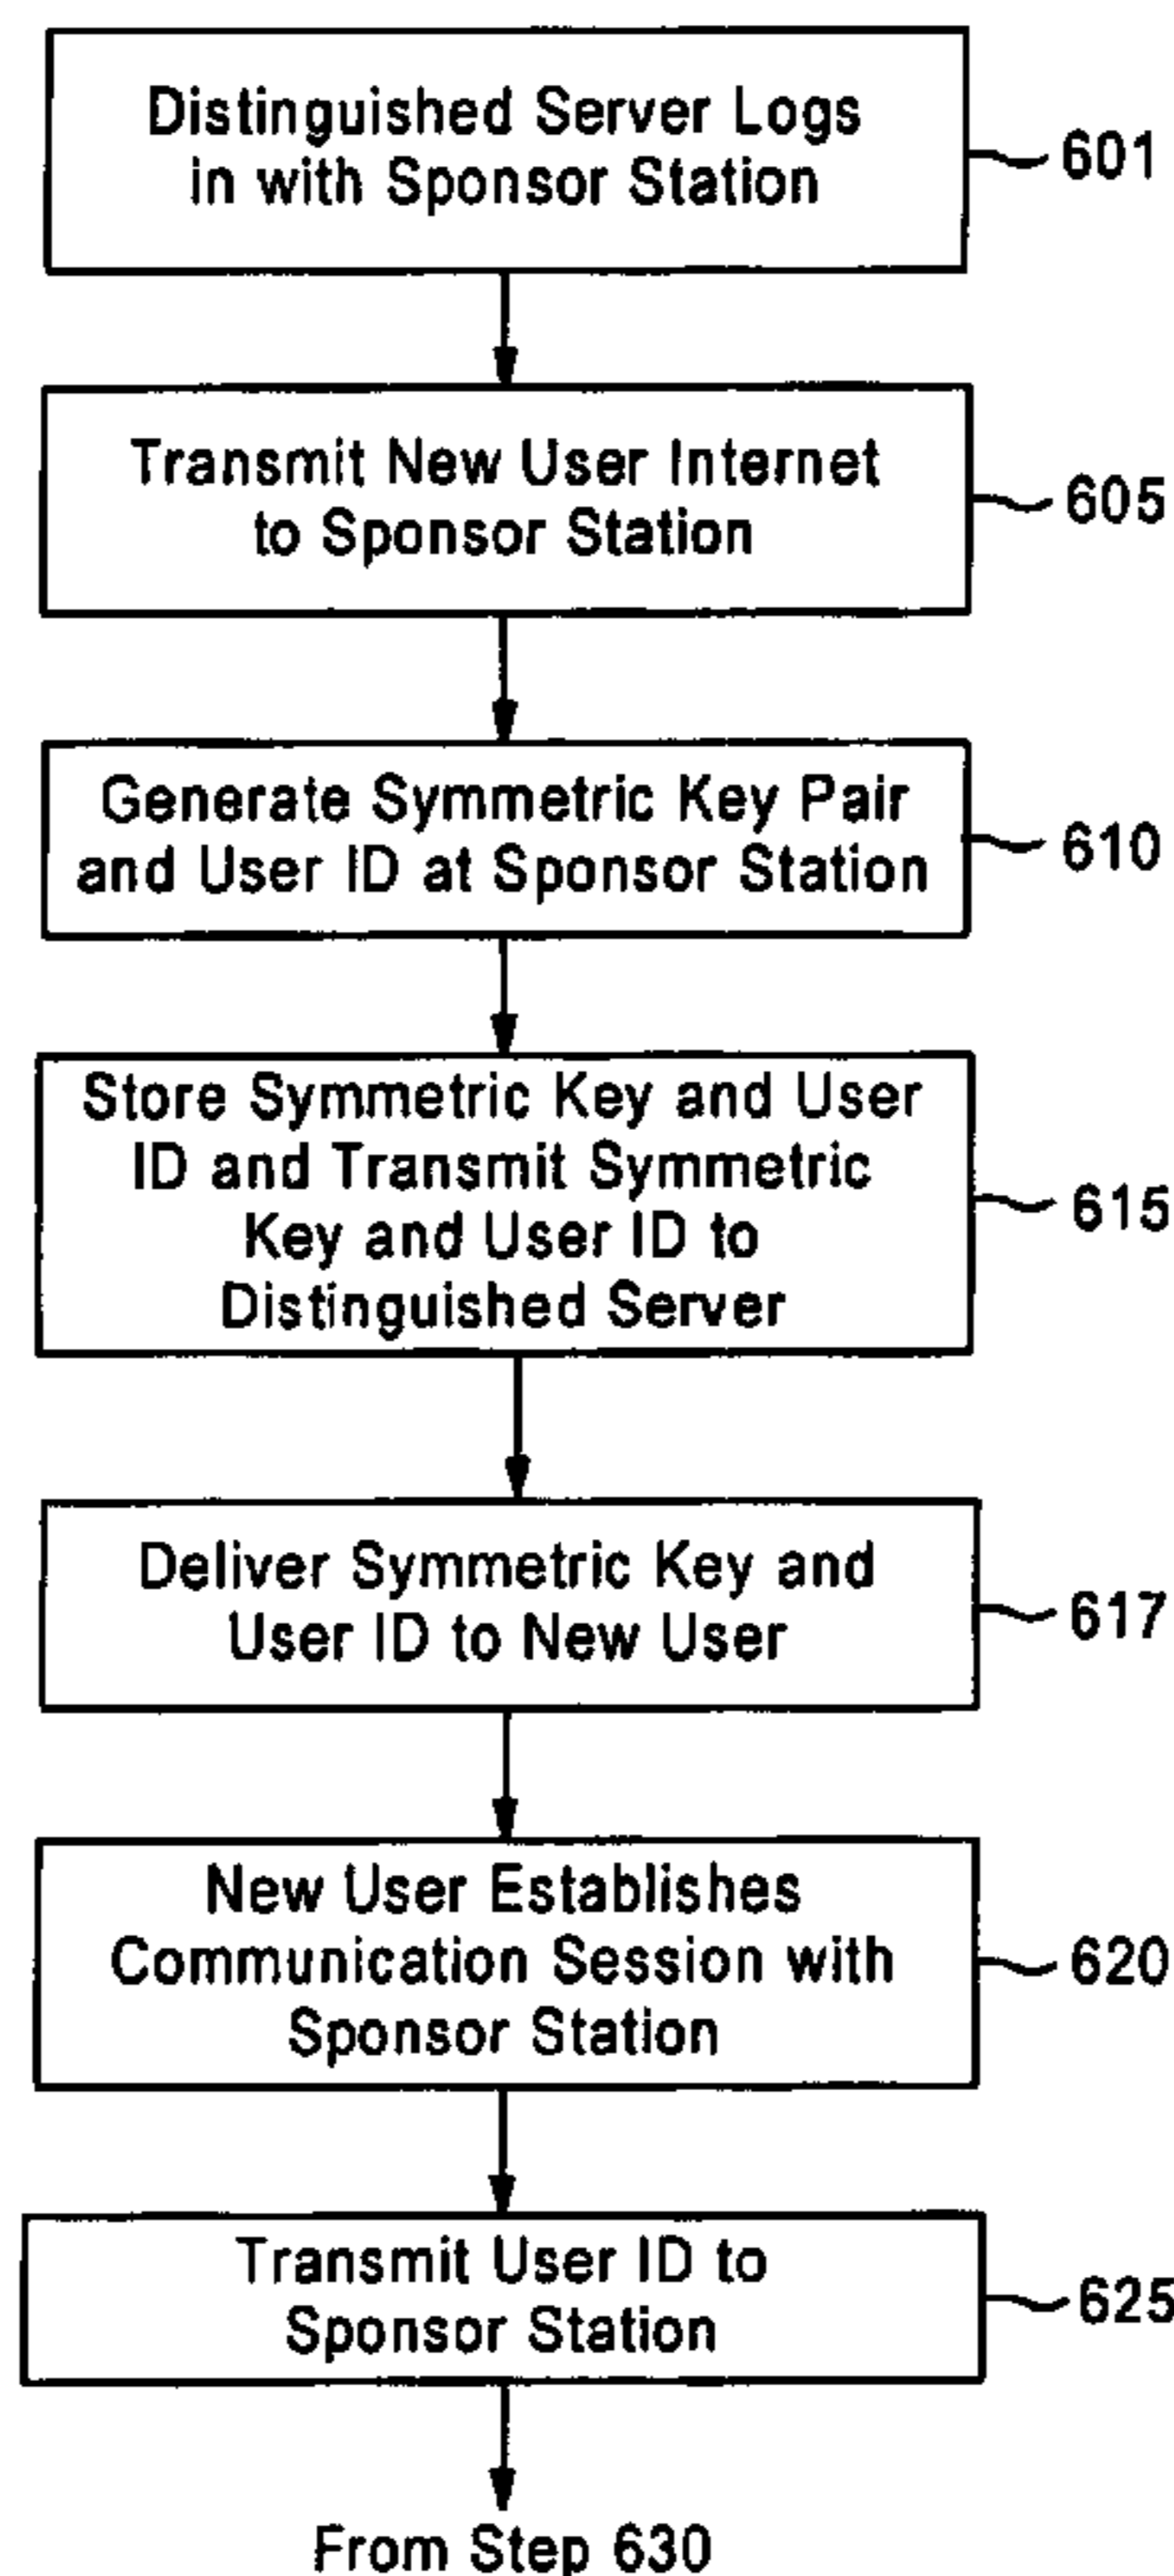 Distinguished Server Logs
in with Sponsor Station
601
Transmit New User Internet
to Sponsor Station
605
Generate Symmetric Key Pair
and User ID at Sponsor Station
610
Store Symmetric Key and User
ID and Transmit Symmetric
Key and User ID to
Distinguished Server
615
Deliver Symmetric Key and
User ID to New User
617
New User Establishes
Communication Session with
Sponsor Station
620
Transmit User ID to
Sponsor Station
625
From Step 630